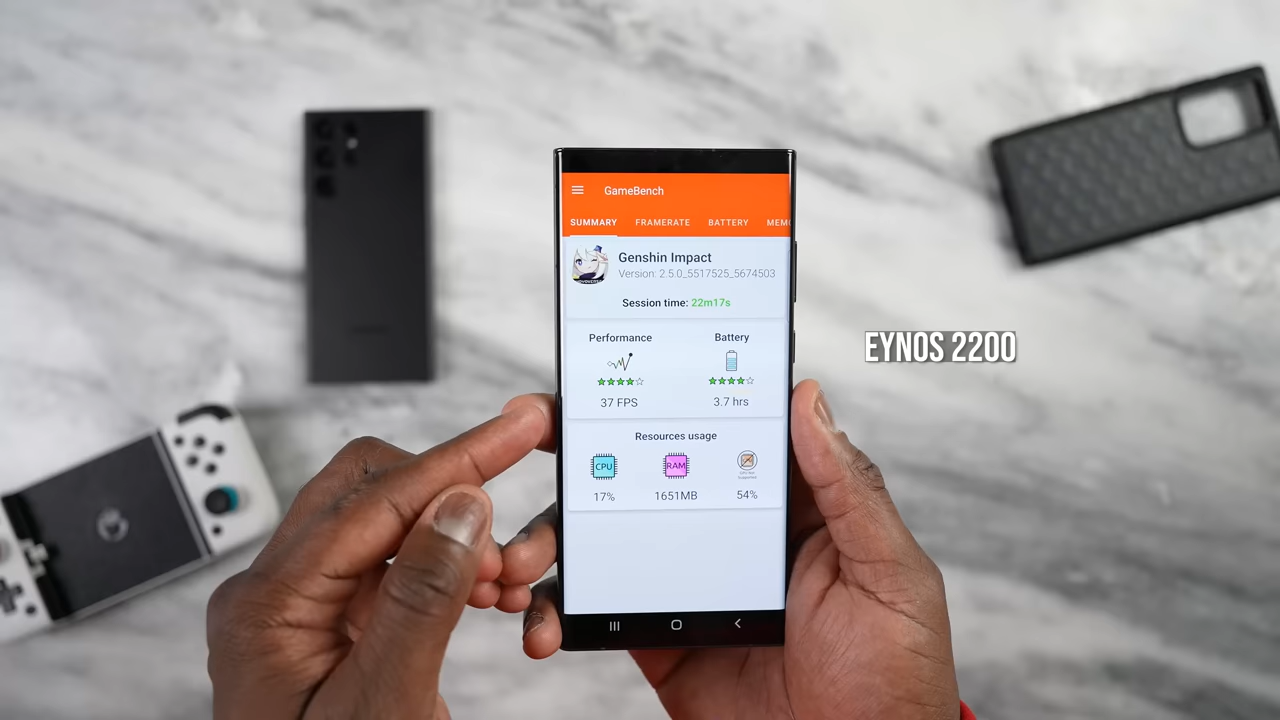 GameBench
SUMMARY FRAMERATE BATTERY MEMO
Genshin Impact
Version: 2.5.0_5517525_5674503
Session time: 22m17s
Performance Battery
37 FPS 3.7 hrs
EYNOS 2200
Resources usage
CPU RAM
17% 1651MB 54%